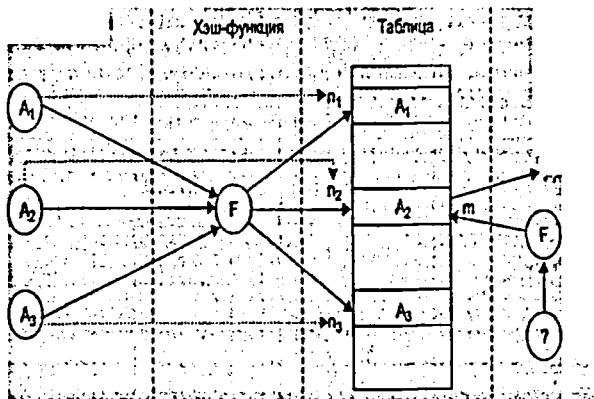 Хэш-функция
Таблица
A₁
n₁
A₁
A₂
n₂
F
A₂
m
F
A₃
n₃
A₃
?